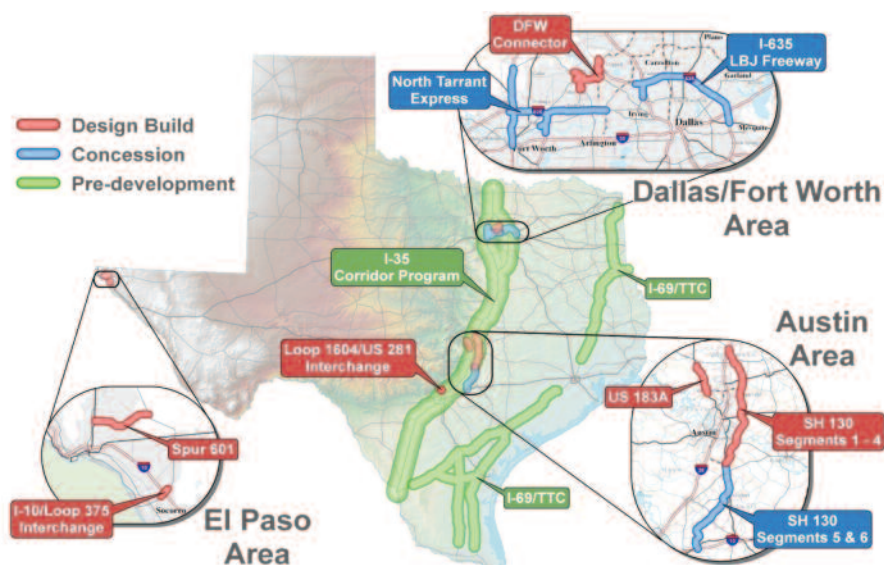 DFW
Connector
I-635
LBJ Freeway
North Tarrant
Express
Plano
Carrollton
Garland
Irving
Dallas
Mesquite
Fort Worth
Arlington
Design Build
Concession
Pre-development
Dallas/Fort Worth
Area
I-35
Corridor Program
I-69/TTC
Austin
Area
Loop 1604/US 281
Interchange
US 183A
SH 130
Segments 1 - 4
Austin
Spur 601
I-10/Loop 375
Interchange
Socorro
El Paso
Area
I-69/TTC
SH 130
Segments 5 & 6